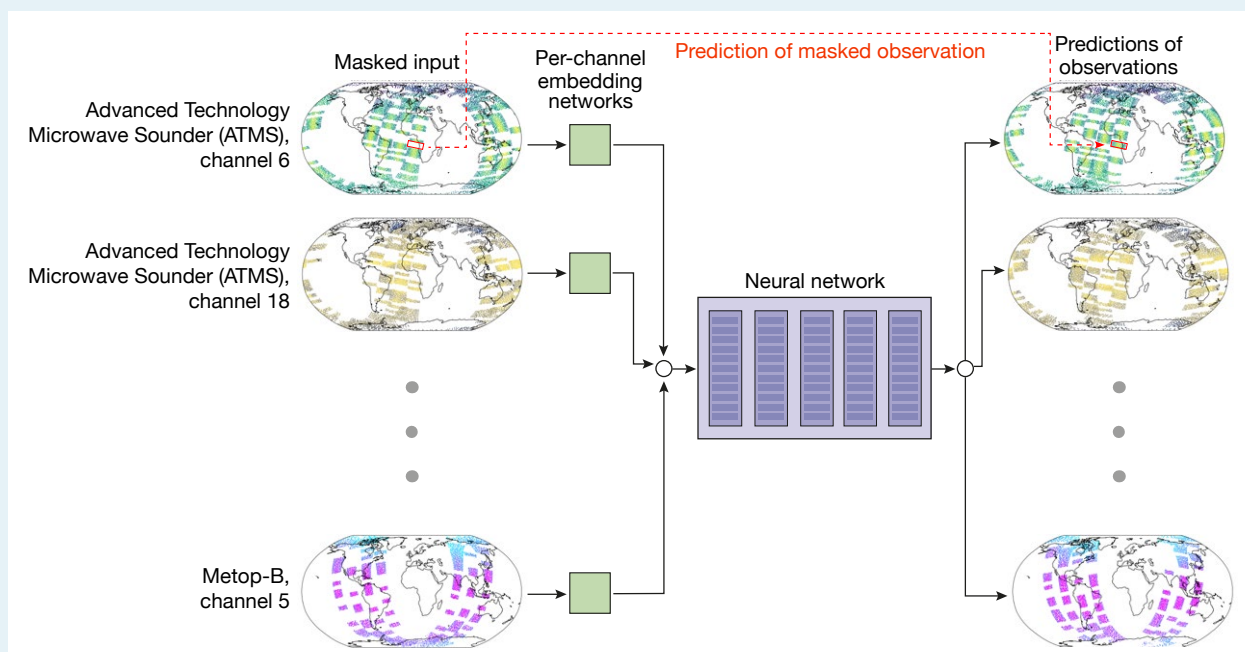 Prediction of masked observation
Masked input
Per-channel
embedding
networks
Predictions of
observations
Advanced Technology
Microwave Sounder (ATMS),
channel 6
Advanced Technology
Microwave Sounder (ATMS),
channel 18
Neural network
Metop-B,
channel 5